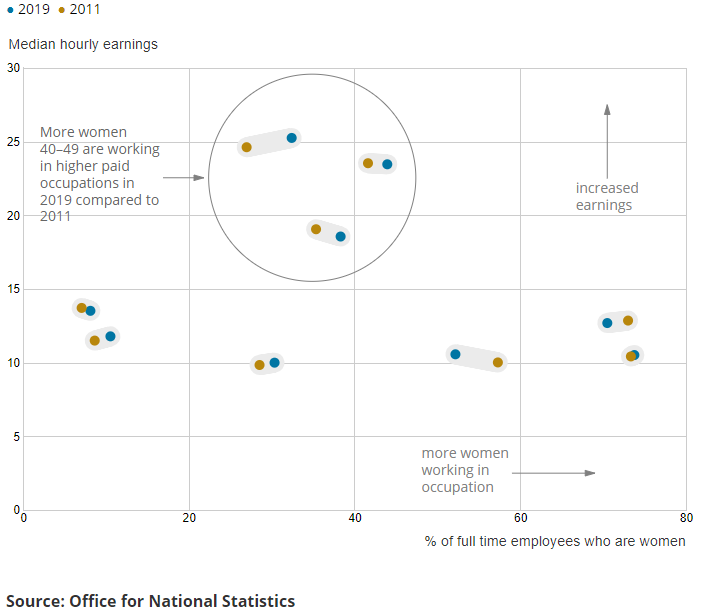 2019 2011
Median hourly earnings
30
25
20
15
10
5
0
More women
40–49 are working
in higher paid
occupations in
2019 compared to
2011
increased
earnings
more women
working in
occupation
0 20 40 60 80
% of full time employees who are women
Source: Office for National Statistics